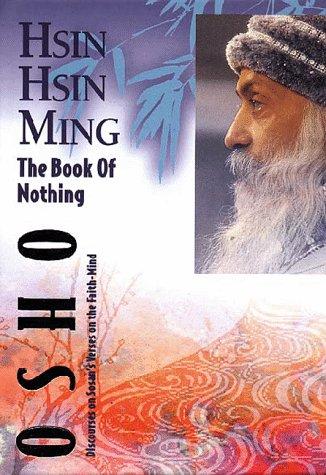 HSIN
HSIN
MING
The Book Of
Nothing
OSHO
Discourses on Sosan's Verses on the Faith-Mind